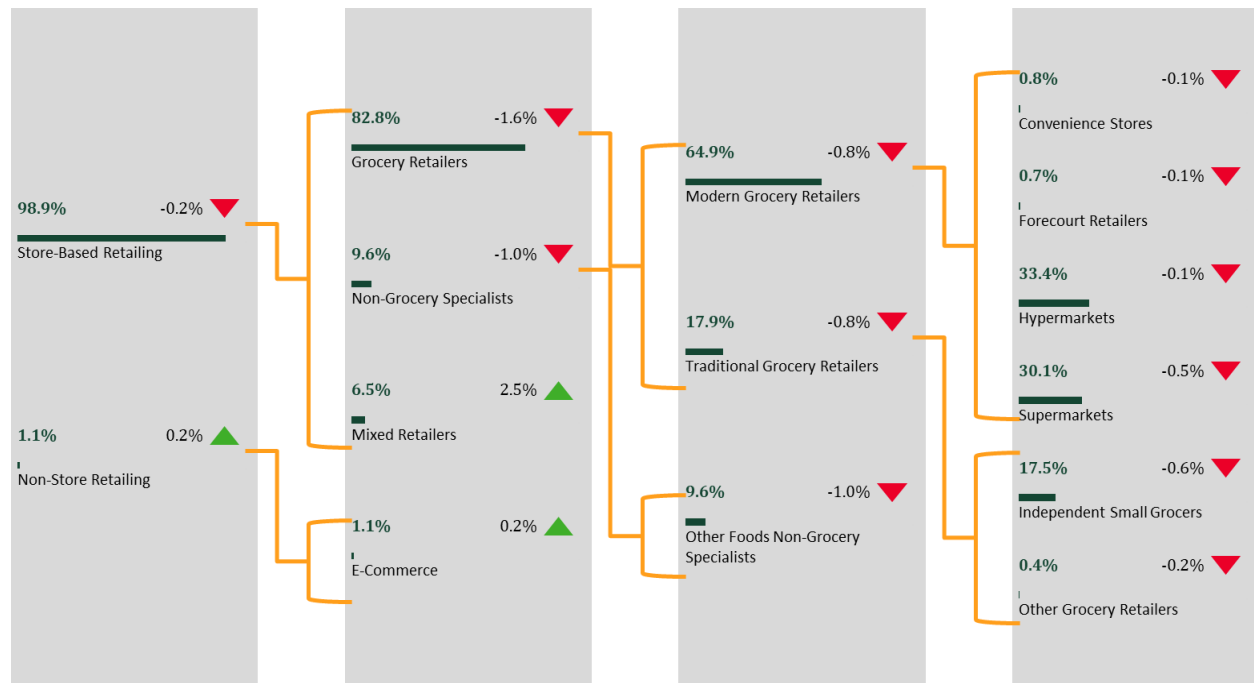 98.9% -0.2%
Store-Based Retailing
1.1% 0.2%
Non-Store Retailing
82.8% -1.6%
Grocery Retailers
9.6% -1.0%
Non-Grocery Specialists
6.5% 2.5%
Mixed Retailers
1.1% 0.2%
E-Commerce
64.9% -0.8%
Modern Grocery Retailers
17.9% -0.8%
Traditional Grocery Retailers
9.6% -1.0%
Other Foods Non-Grocery
Specialists
0.8% -0.1%
Convenience Stores
0.7% -0.1%
Forecourt Retailers
33.4% -0.1%
Hypermarkets
30.1% -0.5%
Supermarkets
17.5% -0.6%
Independent Small Grocers
0.4% -0.2%
Other Grocery Retailers